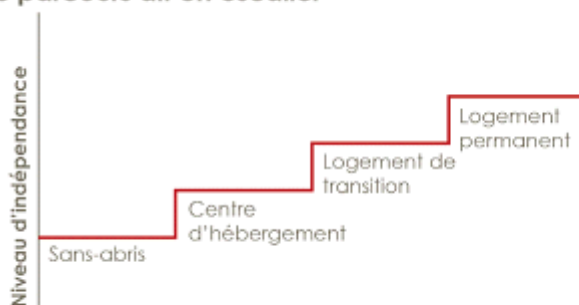 Niveau d'indépendance
Logement
permanent
Logement de
transition
Centre
d'hébergement
Sans-abris